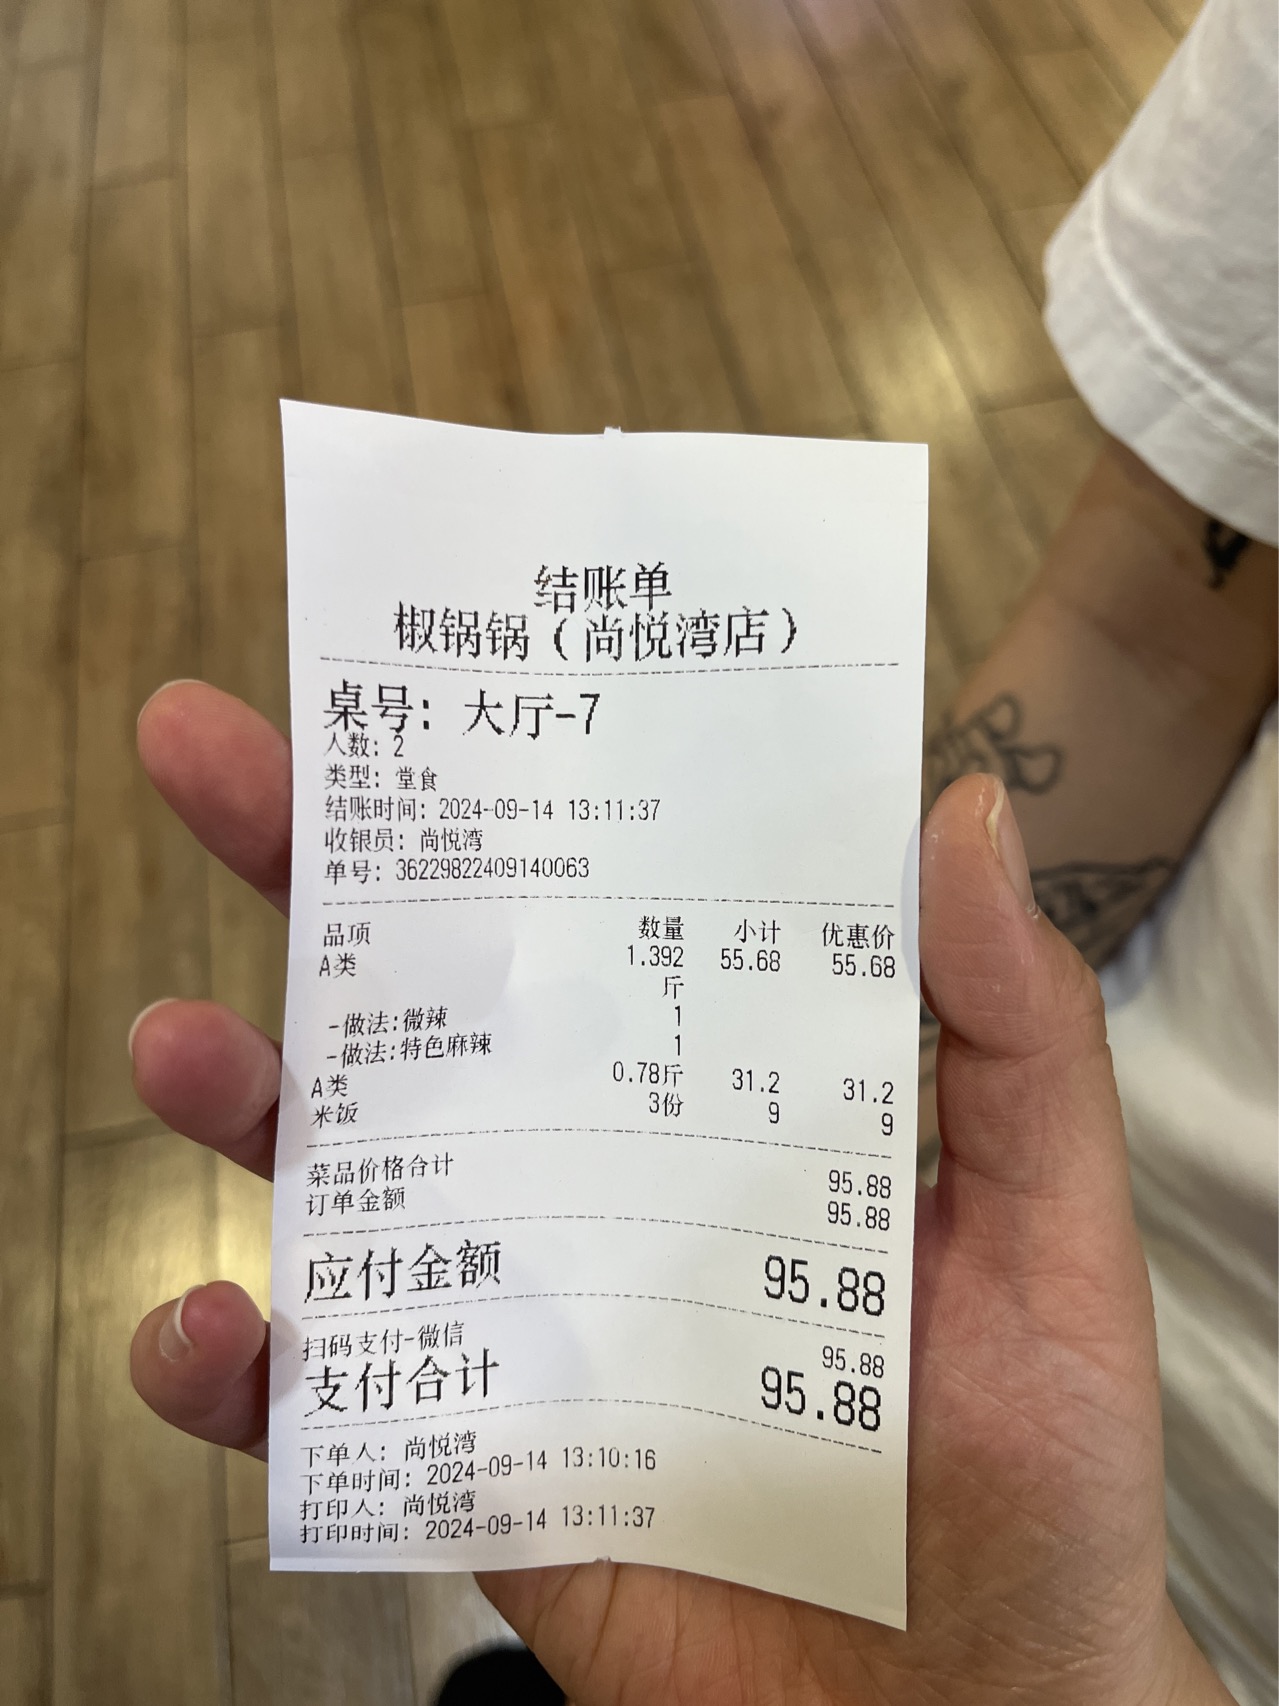 结账单
椒锅锅（尚悦湾店）
桌号：大厅-7
人数：2
类型：堂食
结账时间：2024-09-14 13:11:37
收银员：尚悦湾
单号：36229822409140063
品项 数量 小计 优惠价
A类 1.392 55.68 55.68
斤
-做法:微辣 1
-做法:特色麻辣 1
A类 0.78斤 31.2 31.2
米饭 3份 9 9
菜品价格合计 95.88
订单金额 95.88
应付金额 95.88
扫码支付-微信 95.88
支付合计 95.88
下单人：尚悦湾
下单时间：2024-09-14 13:10:16
打印人：尚悦湾
打印时间：2024-09-14 13:11:37